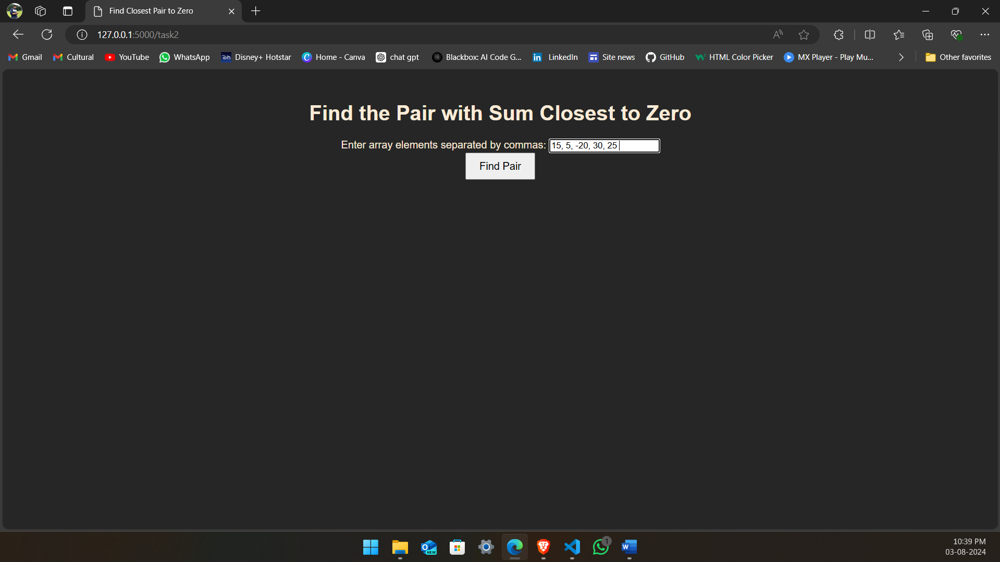 Find Closest Pair to Zero
127.0.0.1:5000/task2
Gmail Cultural YouTube WhatsApp Disney+ Hotstar Home - Canva chat gpt Blackbox: AI Code G... LinkedIn Site news GitHub HTML Color Picker MX Player - Play Mu... Other favorites
Find the Pair with Sum Closest to Zero
Enter array elements separated by commas: 15, 5, -20, 30, 25
Find Pair
10:39 PM
03-08-2024